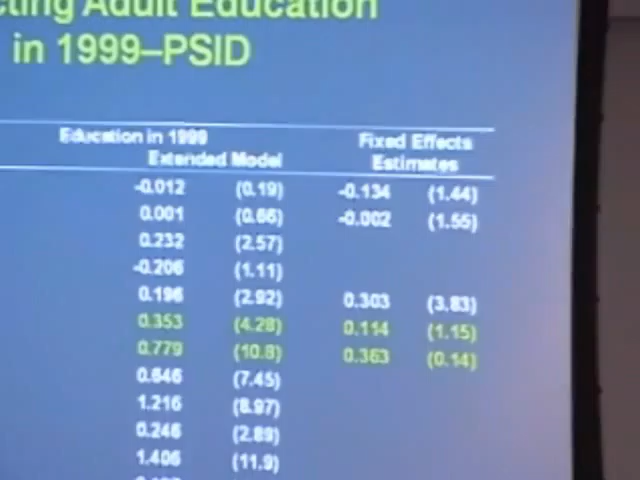 cting Adult Education
in 1999–PSID
Education in 1999 Fixed Effects
Extended Model Estimates
-0.012 (0.19) -0.134 (1.44)
0.001 (0.66) -0.002 (1.55)
0.232 (2.57)
-0.206 (1.11)
0.196 (2.92) 0.303 (3.83)
0.353 (4.28) 0.114 (1.15)
0.779 (10.8) 0.363 (0.14)
0.646 (7.45)
1.216 (8.97)
0.246 (2.89)
1.406 (11.9)